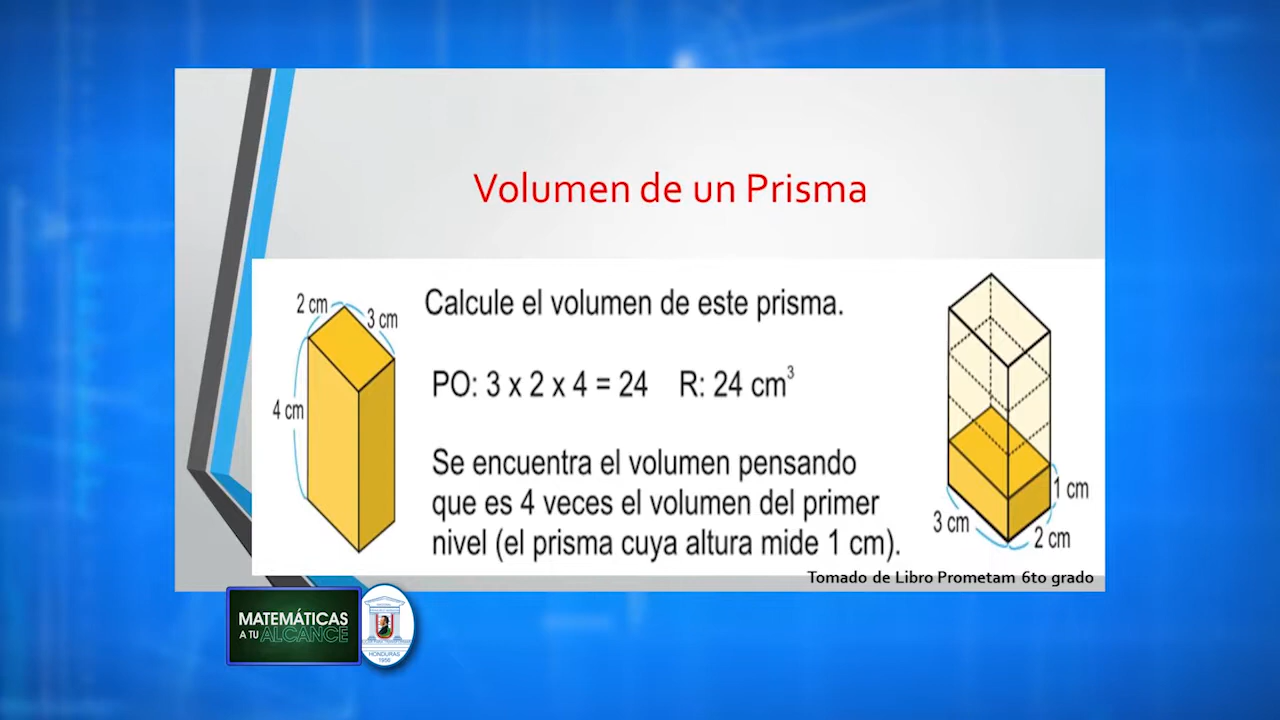 Volumen de un Prisma
2 cm
3 cm
4 cm
Calcule el volumen de este prisma.
PO: 3 x 2 x 4 = 24 R: 24 cm³
Se encuentra el volumen pensando
que es 4 veces el volumen del primer
nivel (el prisma cuya altura mide 1 cm).
1 cm
3 cm
2 cm
Tomado de Libro Prometam 6to grado
MATEMÁTICAS
A TU ALCANCE
HONDURAS
1956